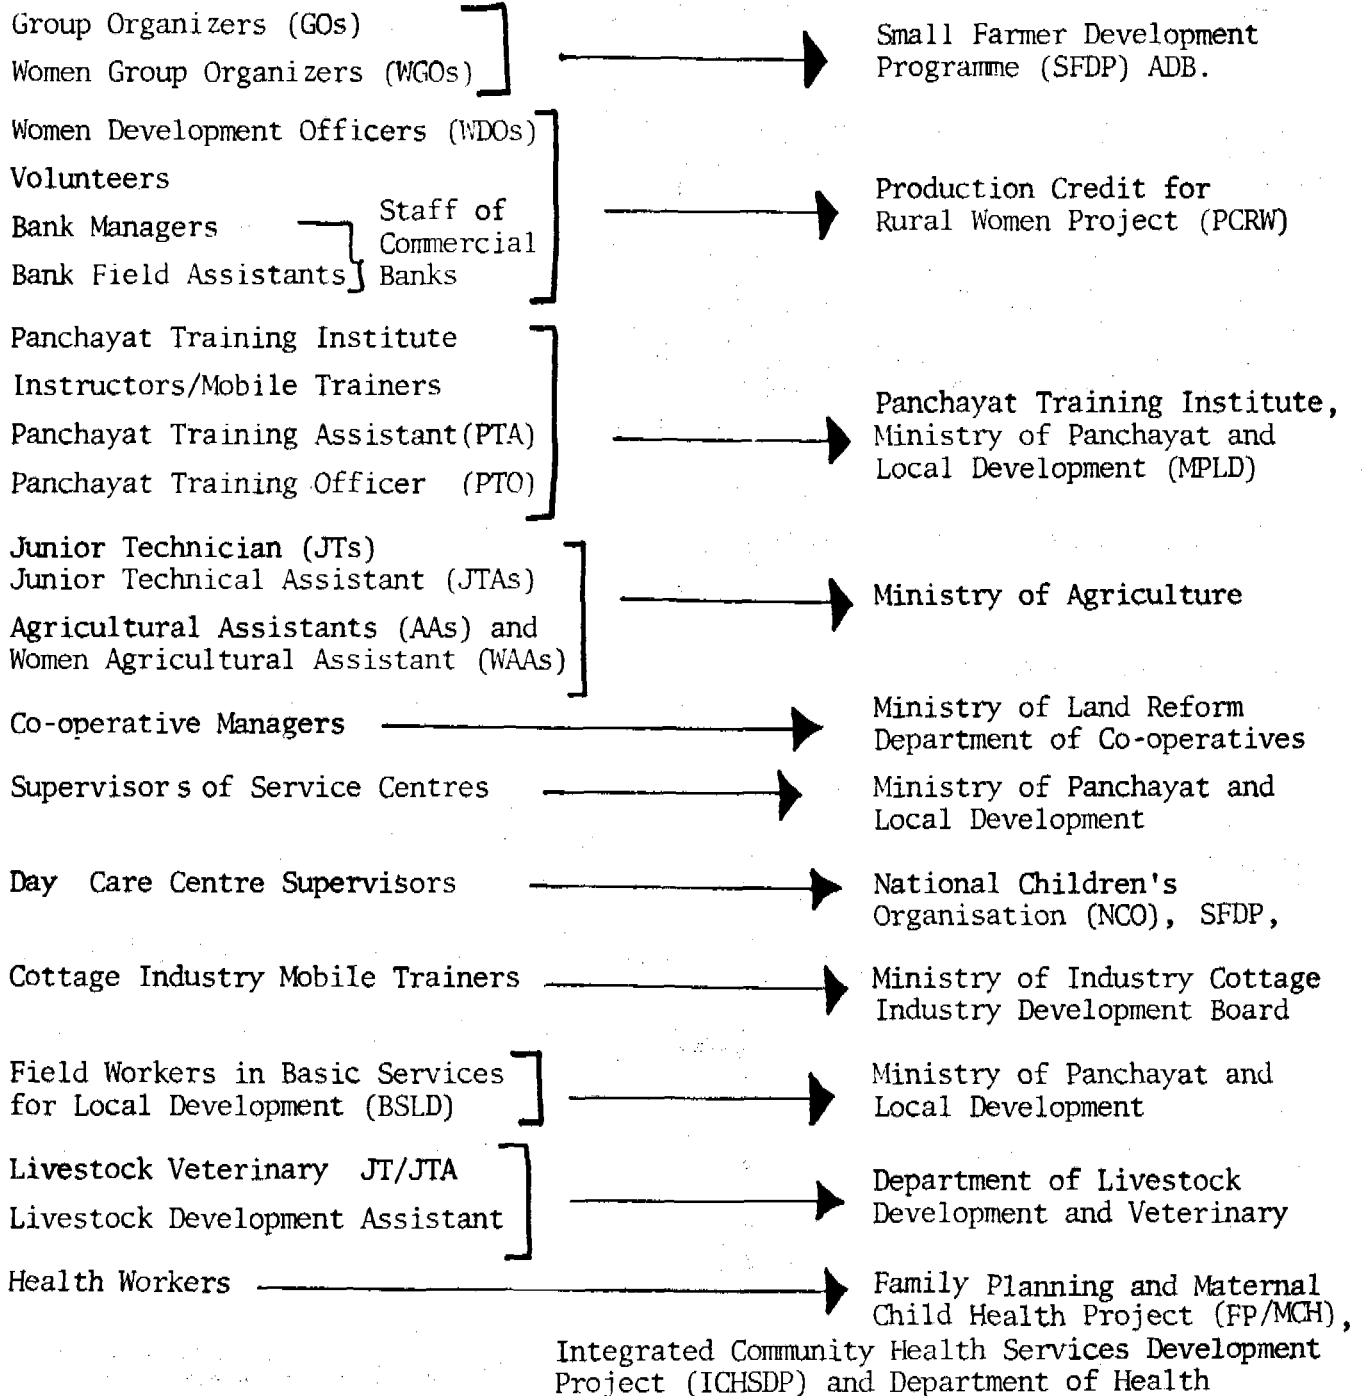 Group Organizers (GOs)
Women Group Organizers (WGOs)
Small Farmer Development
Programme (SFDP) ADB.
Women Development Officers (WDOs)
Volunteers
Bank Managers
Bank Field Assistants
Staff of
Commercial
Banks
Production Credit for
Rural Women Project (PCRW)
Panchayat Training Institute
Instructors/Mobile Trainers
Panchayat Training Assistant(PTA)
Panchayat Training Officer (PTO)
Panchayat Training Institute,
Ministry of Panchayat and
Local Development (MPLD)
Junior Technician (JTs)
Junior Technical Assistant (JTAs)
Agricultural Assistants (AAs) and
Women Agricultural Assistant (WAAs)
Ministry of Agriculture
Co-operative Managers
Ministry of Land Reform
Department of Co-operatives
Supervisors of Service Centres
Ministry of Panchayat and
Local Development
Day Care Centre Supervisors
National Children's
Organisation (NCO), SFDP,
Cottage Industry Mobile Trainers
Ministry of Industry Cottage
Industry Development Board
Field Workers in Basic Services
for Local Development (BSLD)
Ministry of Panchayat and
Local Development
Livestock Veterinary JT/JTA
Livestock Development Assistant
Department of Livestock
Development and Veterinary
Health Workers
Family Planning and Maternal
Child Health Project (FP/MCH),
Integrated Community Health Services Development
Project (ICHSDP) and Department of Health